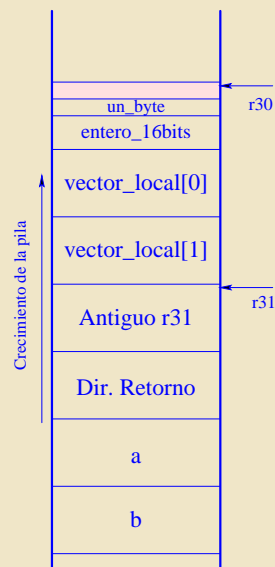 r30
un_byte
entero_16bits
vector_local[0]
vector_local[1]
r31
Antiguo r31
Dir. Retorno
a
b
Crecimiento de la pila